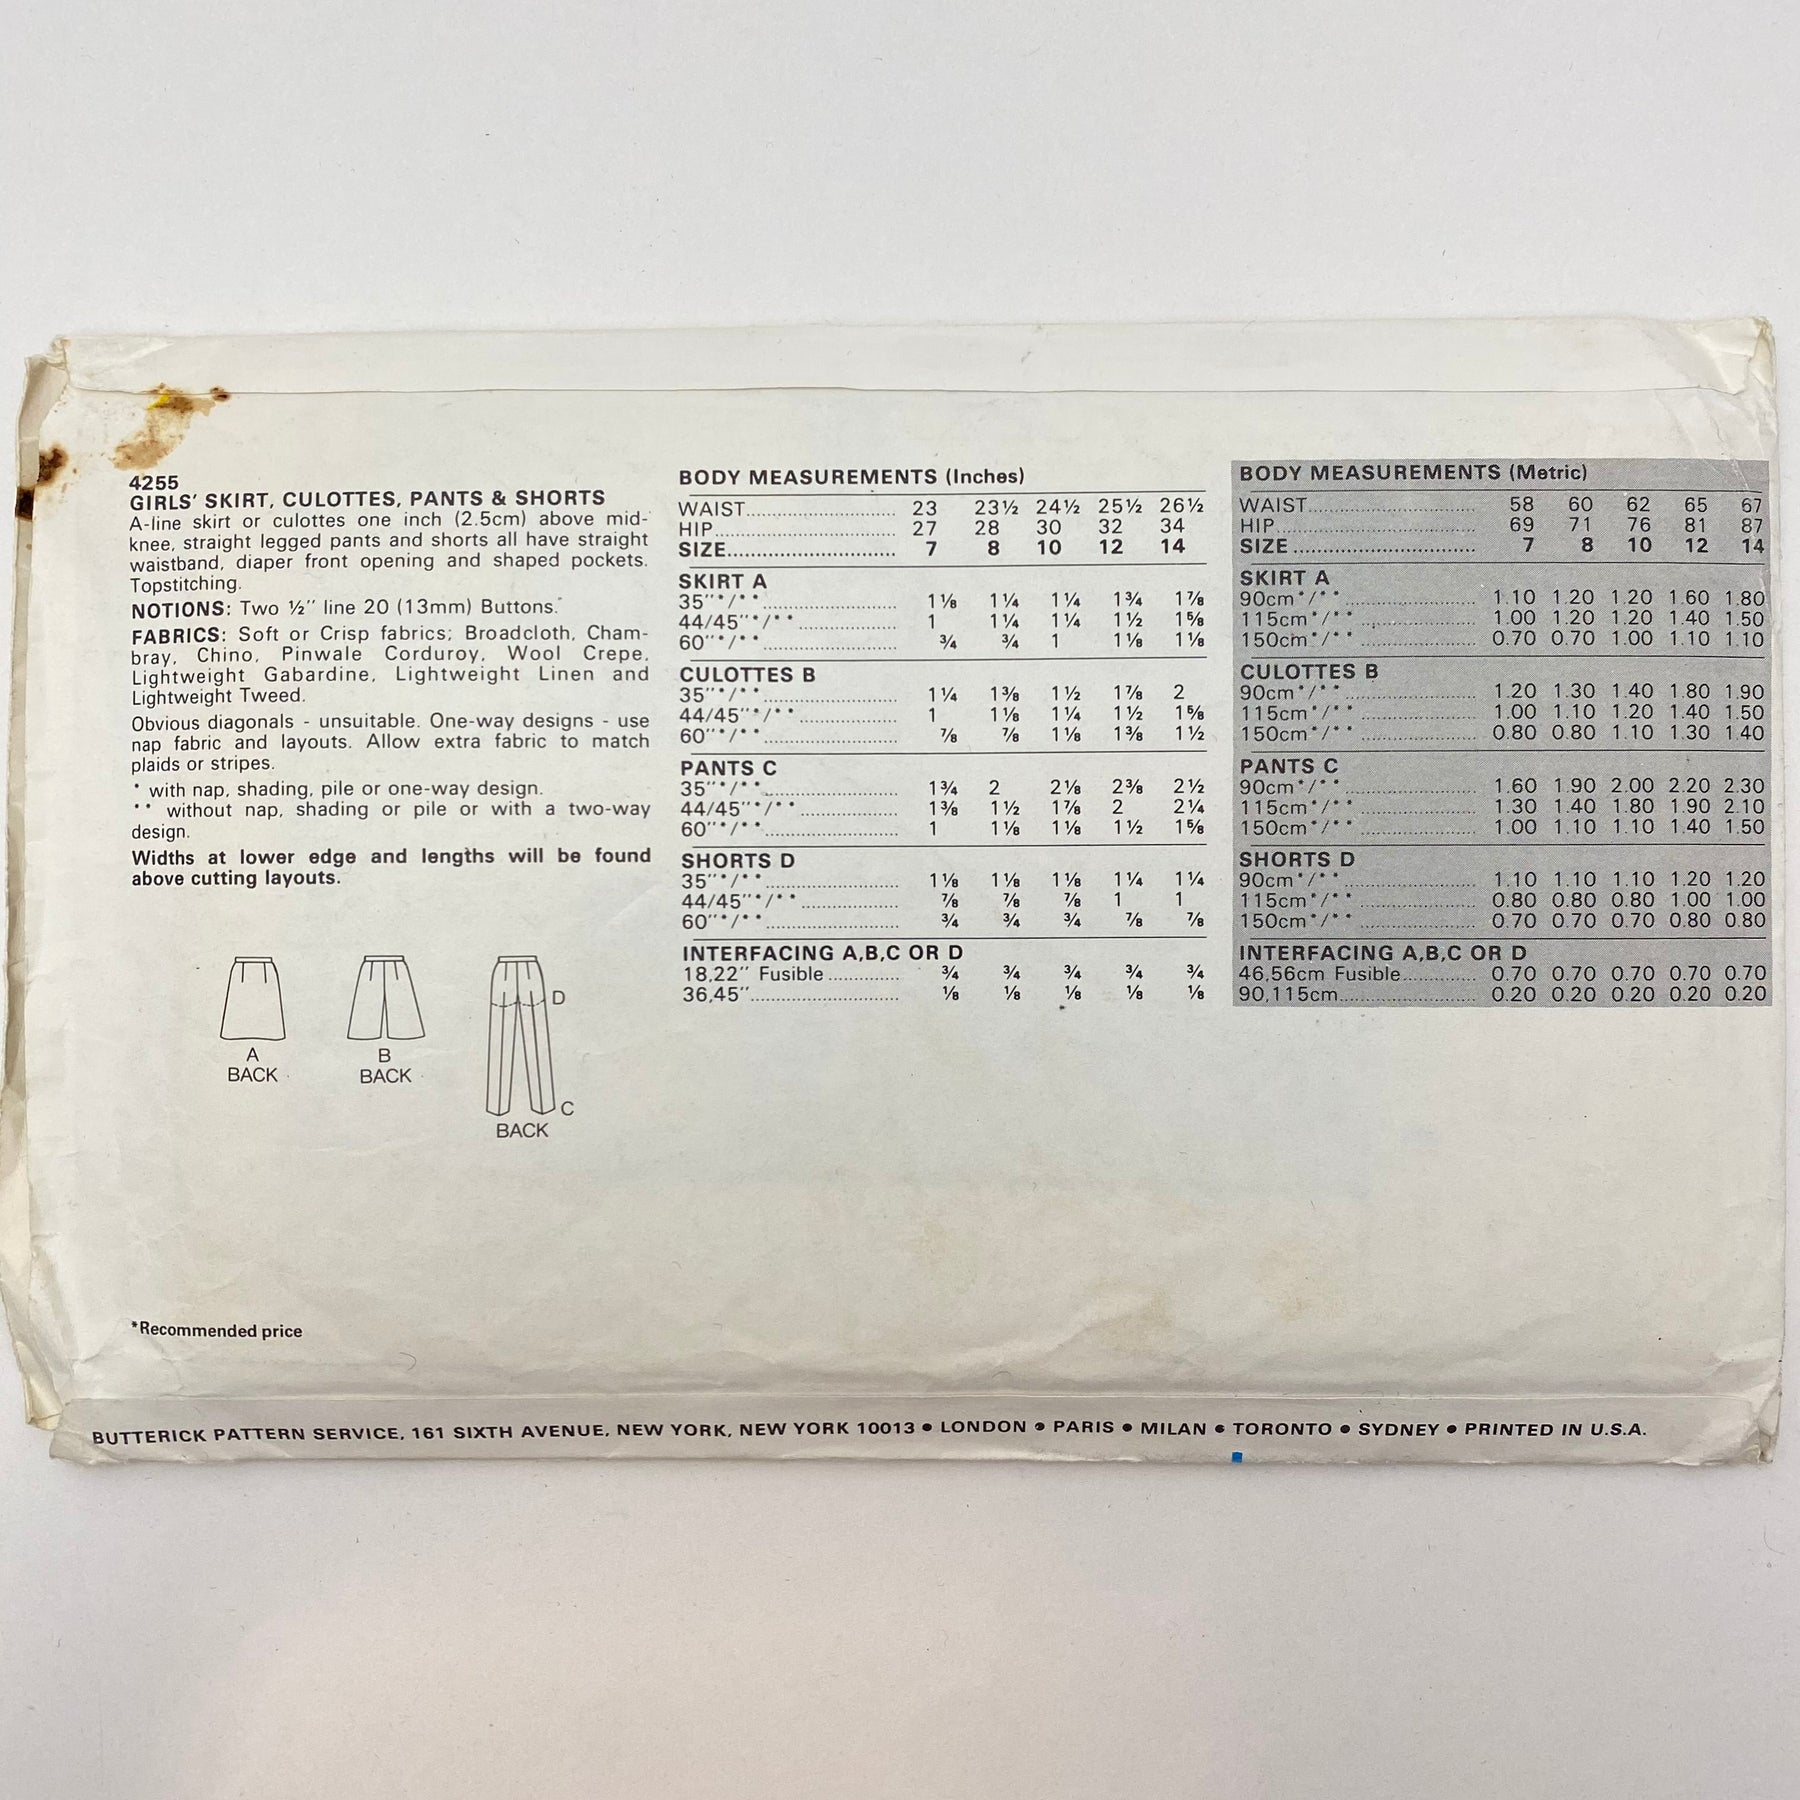 4255
GIRLS' SKIRT, CULOTTES, PANTS & SHORTS
A-line skirt or culottes one inch (2.5cm) above mid-
knee, straight legged pants and shorts all have straight
waistband, diaper front opening and shaped pockets.
Topstitching.
NOTIONS: Two ½" line 20 (13mm) Buttons.
FABRICS: Soft or Crisp fabrics; Broadcloth, Cham-
bray, Chino, Pinwale Corduroy, Wool Crepe,
Lightweight Gabardine, Lightweight Linen and
Lightweight Tweed.
Obvious diagonals - unsuitable. One-way designs - use
nap fabric and layouts. Allow extra fabric to match
plaids or stripes.
* with nap, shading, pile or one-way design.
** without nap, shading or pile or with a two-way
design.
Widths at lower edge and lengths will be found
above cutting layouts.
A
BACK
B
BACK
D
C
BACK
*Recommended price
BODY MEASUREMENTS (Inches)
WAIST 23 23½ 24½ 25½ 26½
HIP 27 28 30 32 34
SIZE 7 8 10 12 14
SKIRT A
35"*/** 1⅛ 1¼ 1¼ 1¾ 1⅞
44/45"*/** 1 1¼ 1¼ 1½ 1⅝
60"*/** ¾ ¾ 1 1⅛ 1⅛
CULOTTES B
35"*/** 1¼ 1⅜ 1½ 1⅞ 2
44/45"*/** 1 1⅛ 1¼ 1½ 1⅝
60"*/** ⅞ ⅞ 1⅛ 1⅜ 1½
PANTS C
35"*/** 1¾ 2 2⅛ 2⅜ 2½
44/45"*/** 1⅜ 1½ 1⅞ 2 2¼
60"*/** 1 1⅛ 1⅛ 1½ 1⅝
SHORTS D
35"*/** 1⅛ 1⅛ 1⅛ 1¼ 1¼
44/45"*/** ⅞ ⅞ ⅞ 1 1
60"*/** ¾ ¾ ¾ ⅞ ⅞
INTERFACING A,B,C OR D
18,22" Fusible ¾ ¾ ¾ ¾ ¾
36,45" ⅛ ⅛ ⅛ ⅛ ⅛
BODY MEASUREMENTS (Metric)
WAIST 58 60 62 65 67
HIP 69 71 76 81 87
SIZE 7 8 10 12 14
SKIRT A
90cm*/** 1.10 1.20 1.20 1.60 1.80
115cm*/** 1.00 1.20 1.20 1.40 1.50
150cm*/** 0.70 0.70 1.00 1.10 1.10
CULOTTES B
90cm*/** 1.20 1.30 1.40 1.80 1.90
115cm*/** 1.00 1.10 1.20 1.40 1.50
150cm*/** 0.80 0.80 1.10 1.30 1.40
PANTS C
90cm*/** 1.60 1.90 2.00 2.20 2.30
115cm*/** 1.30 1.40 1.80 1.90 2.10
150cm*/** 1.00 1.10 1.10 1.40 1.50
SHORTS D
90cm*/** 1.10 1.10 1.10 1.20 1.20
115cm*/** 0.80 0.80 0.80 1.00 1.00
150cm*/** 0.70 0.70 0.70 0.80 0.80
INTERFACING A,B,C OR D
46,56cm Fusible 0.70 0.70 0.70 0.70 0.70
90,115cm 0.20 0.20 0.20 0.20 0.20
BUTTERICK PATTERN SERVICE, 161 SIXTH AVENUE, NEW YORK, NEW YORK 10013 ● LONDON ● PARIS ● MILAN ● TORONTO ● SYDNEY ● PRINTED IN U.S.A.